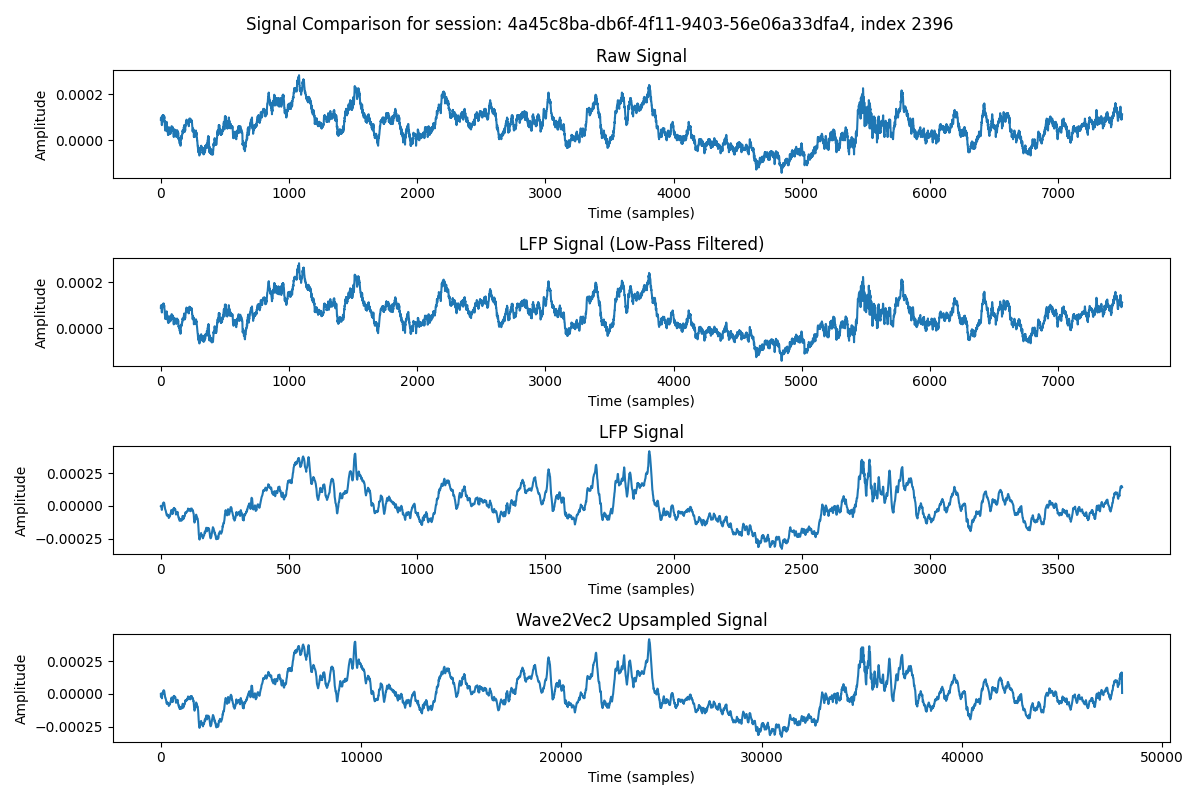 Signal Comparison for session: 4a45c8ba-db6f-4f11-9403-56e06a33dfa4, index 2396
Raw Signal
Amplitude
0.0002
0.0000
0 1000 2000 3000 4000 5000 6000 7000
Time (samples)
LFP Signal (Low-Pass Filtered)
Amplitude
0.0002
0.0000
0 1000 2000 3000 4000 5000 6000 7000
Time (samples)
LFP Signal
Amplitude
0.00025
0.00000
−0.00025
0 500 1000 1500 2000 2500 3000 3500
Time (samples)
Wave2Vec2 Upsampled Signal
Amplitude
0.00025
0.00000
−0.00025
0 10000 20000 30000 40000 50000
Time (samples)